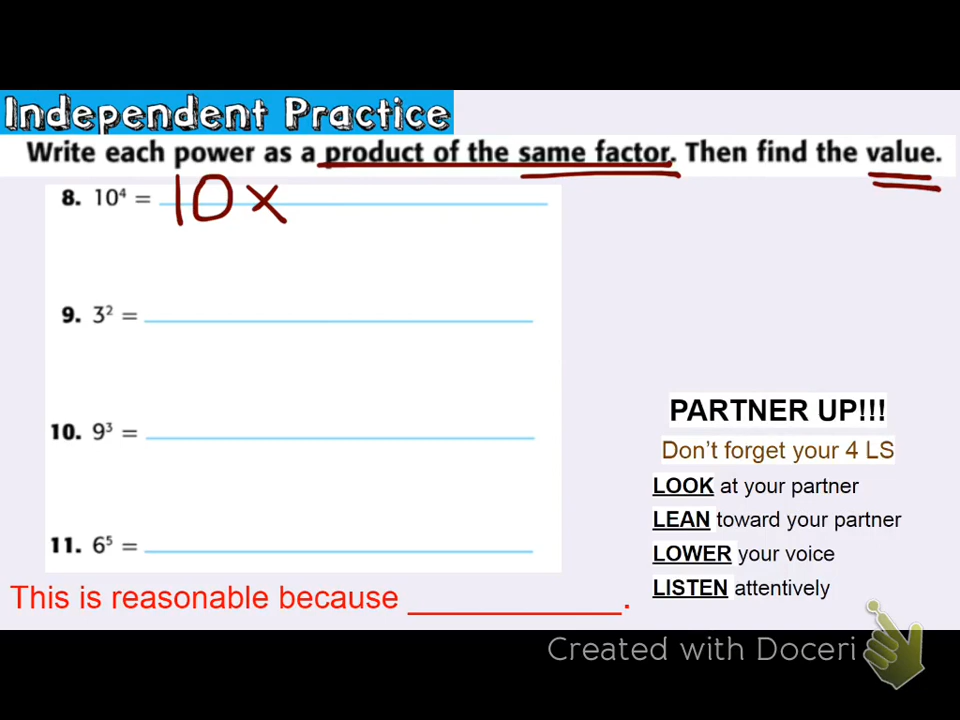 Independent Practice
Write each power as a product of the same factor. Then find the value.
8. 10⁴ = 10 x
9. 3² =
10. 9³ =
11. 6⁵ =
This is reasonable because ____________.
PARTNER UP!!!
Don't forget your 4 LS
LOOK at your partner
LEAN toward your partner
LOWER your voice
LISTEN attentively
Created with Doceri